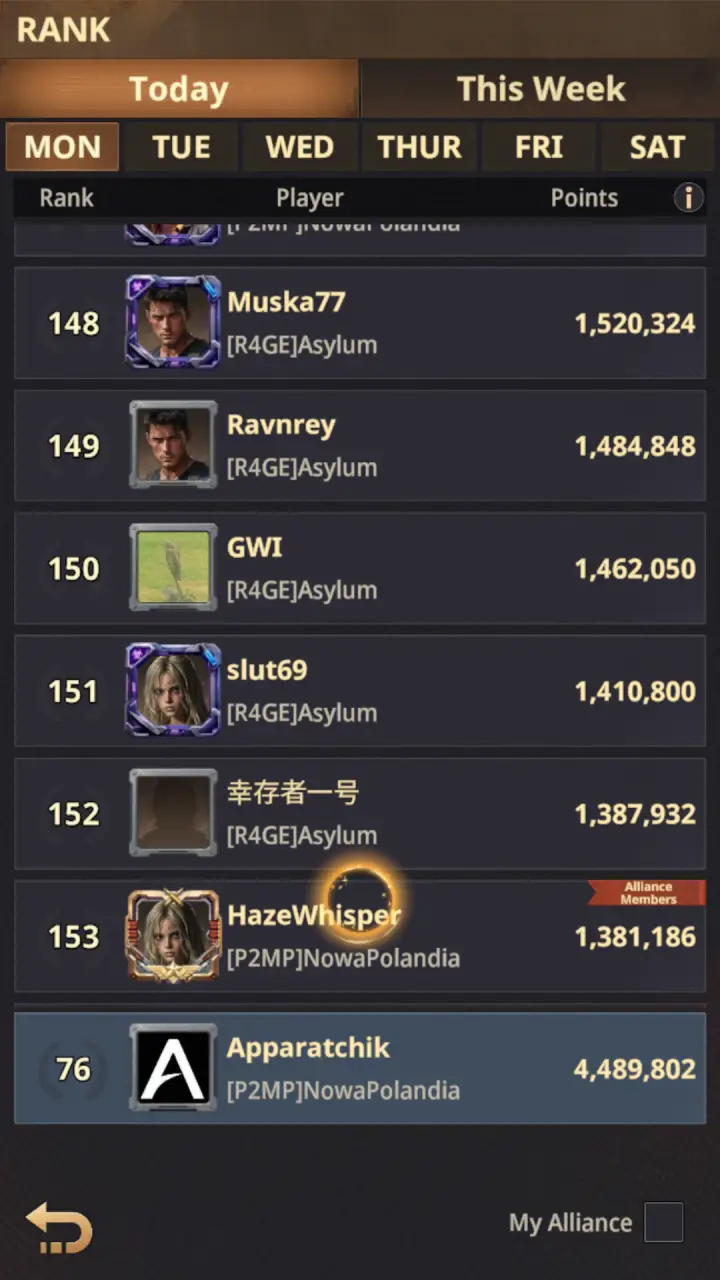 RANK
Today
This Week
MON TUE WED THUR FRI SAT
Rank Player Points i
[P2MP]NowaPolandia
148 Muska77 1,520,324
[R4GE]Asylum
149 Ravnrey 1,484,848
[R4GE]Asylum
150 GWI 1,462,050
[R4GE]Asylum
151 slut69 1,410,800
[R4GE]Asylum
152 幸存者一号 1,387,932
[R4GE]Asylum
Alliance
Members
153 HazeWhisper 1,381,186
[P2MP]NowaPolandia
76 Apparatchik 4,489,802
[P2MP]NowaPolandia
My Alliance